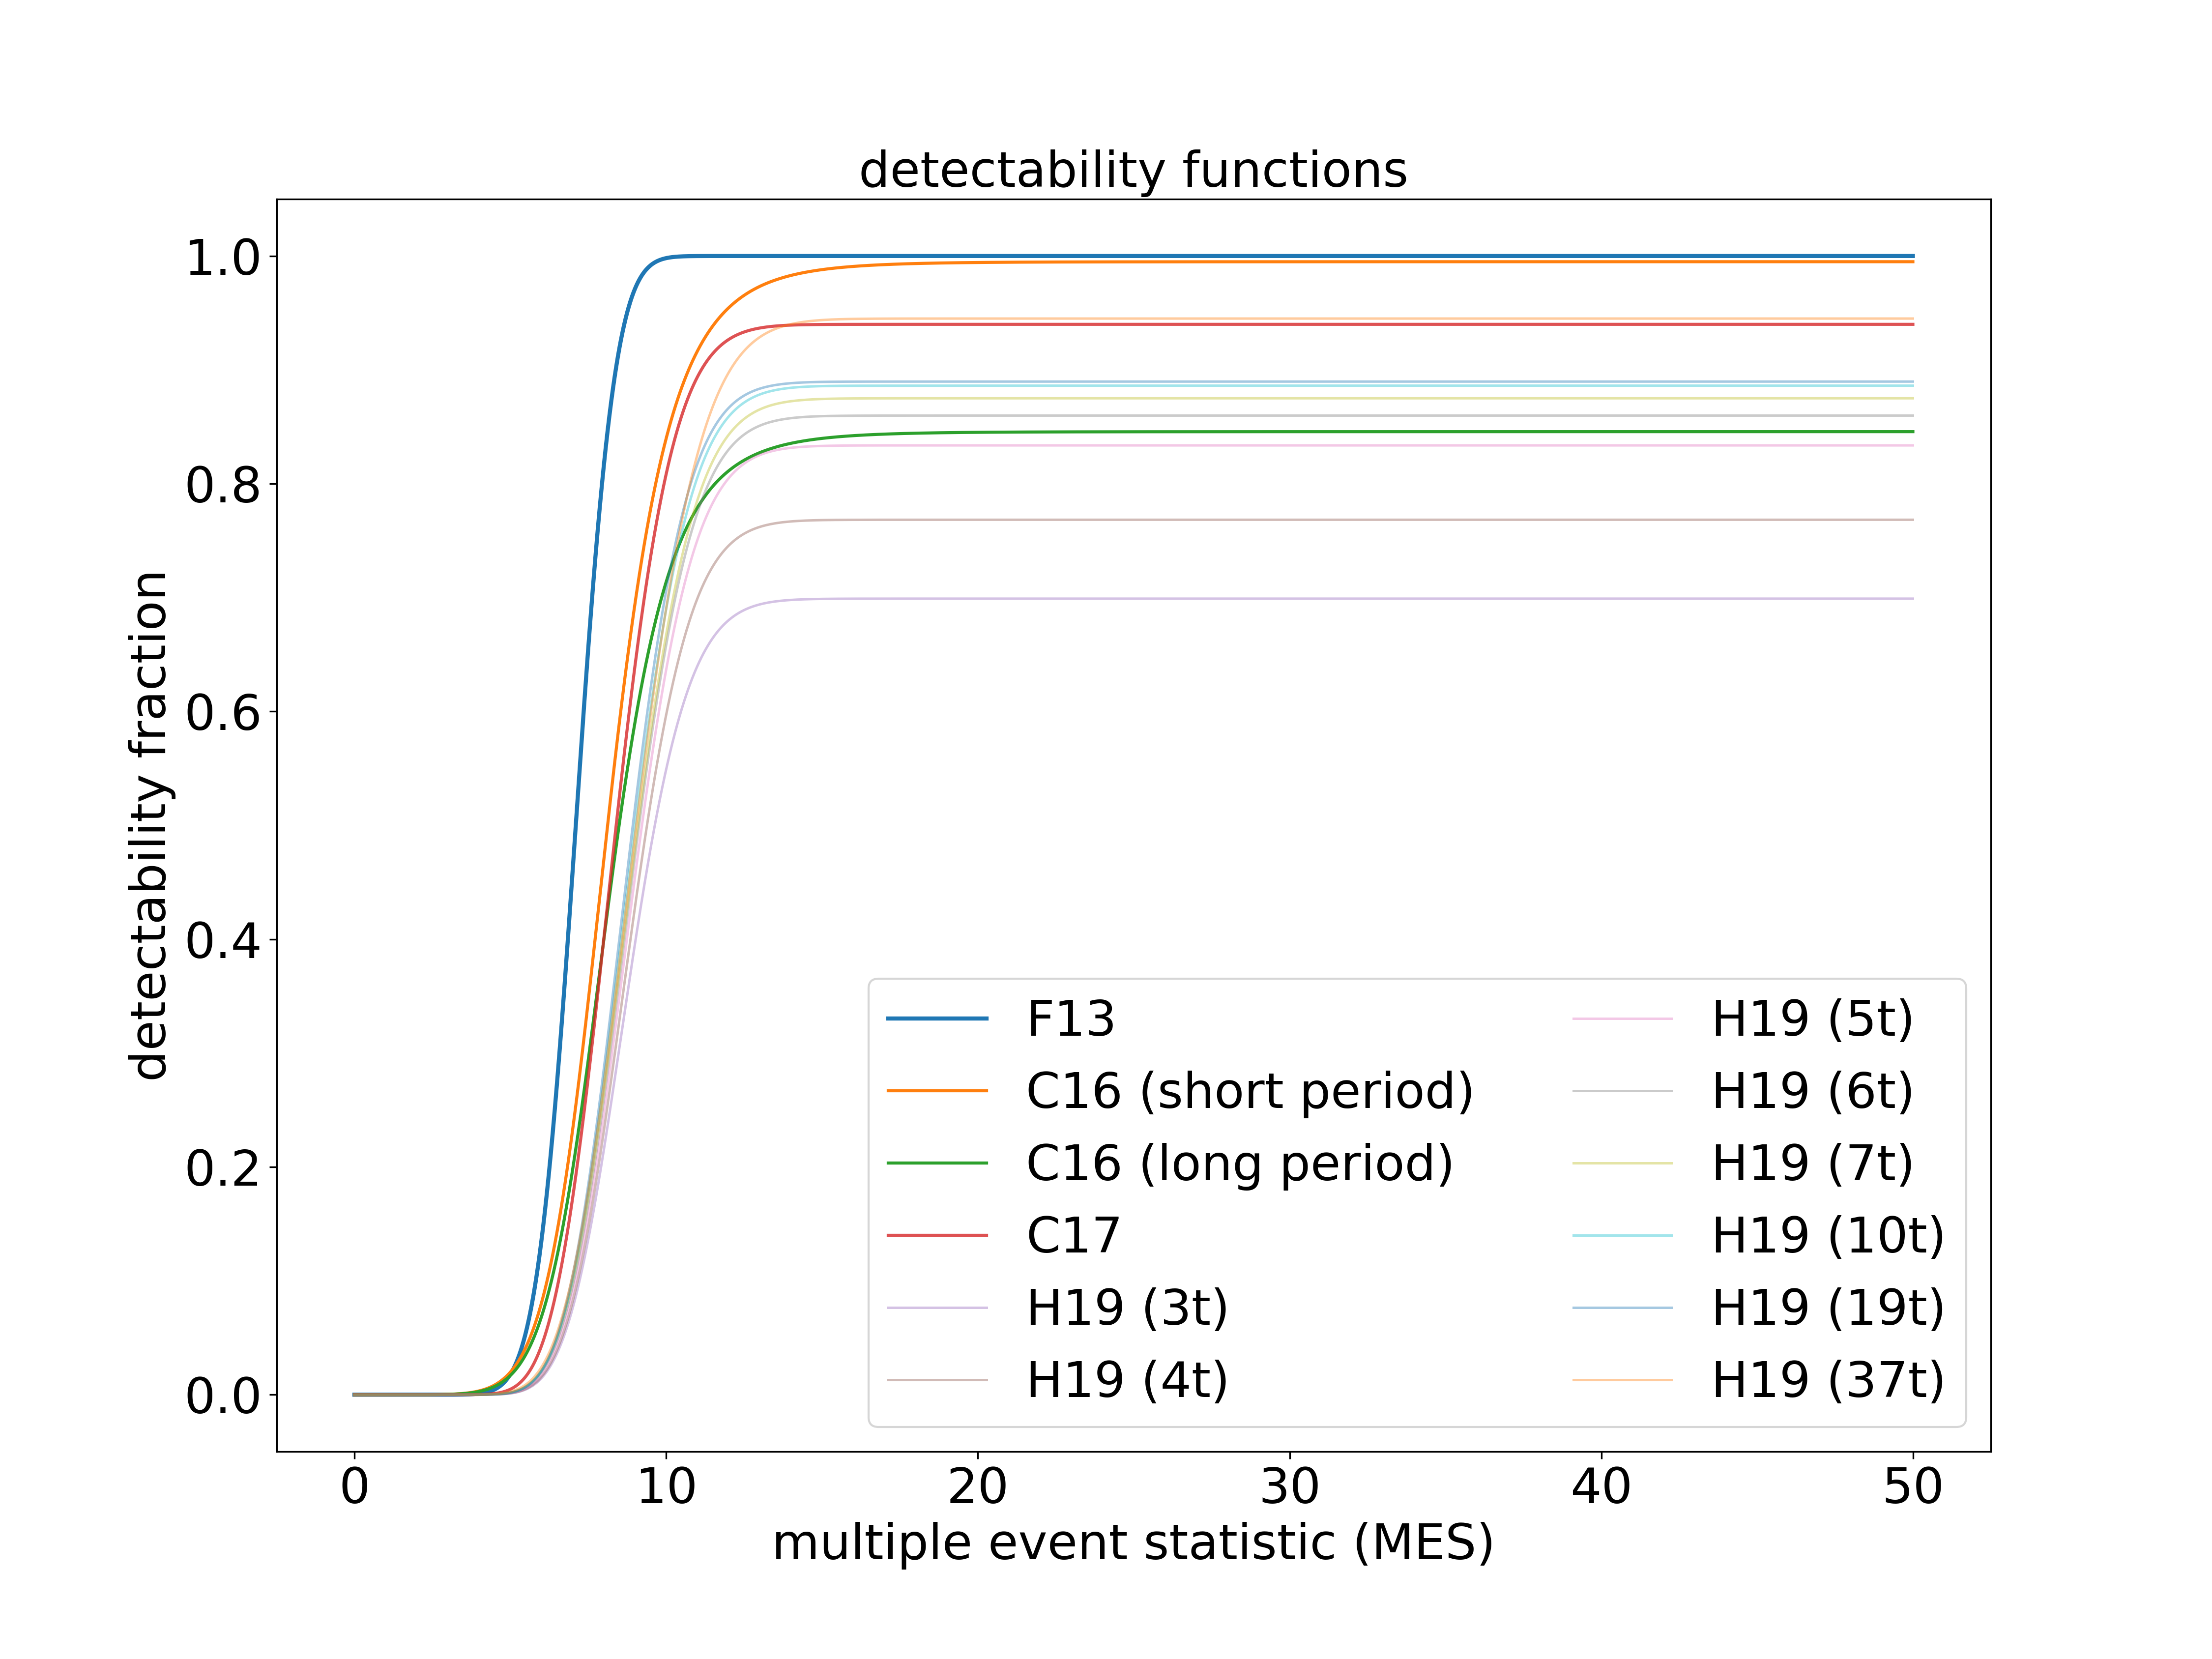 detectability functions
1.0
0.8
0.6
0.4
0.2
0.0
detectability fraction
0 10 20 30 40 50
multiple event statistic (MES)
F13
C16 (short period)
C16 (long period)
C17
H19 (3t)
H19 (4t)
H19 (5t)
H19 (6t)
H19 (7t)
H19 (10t)
H19 (19t)
H19 (37t)